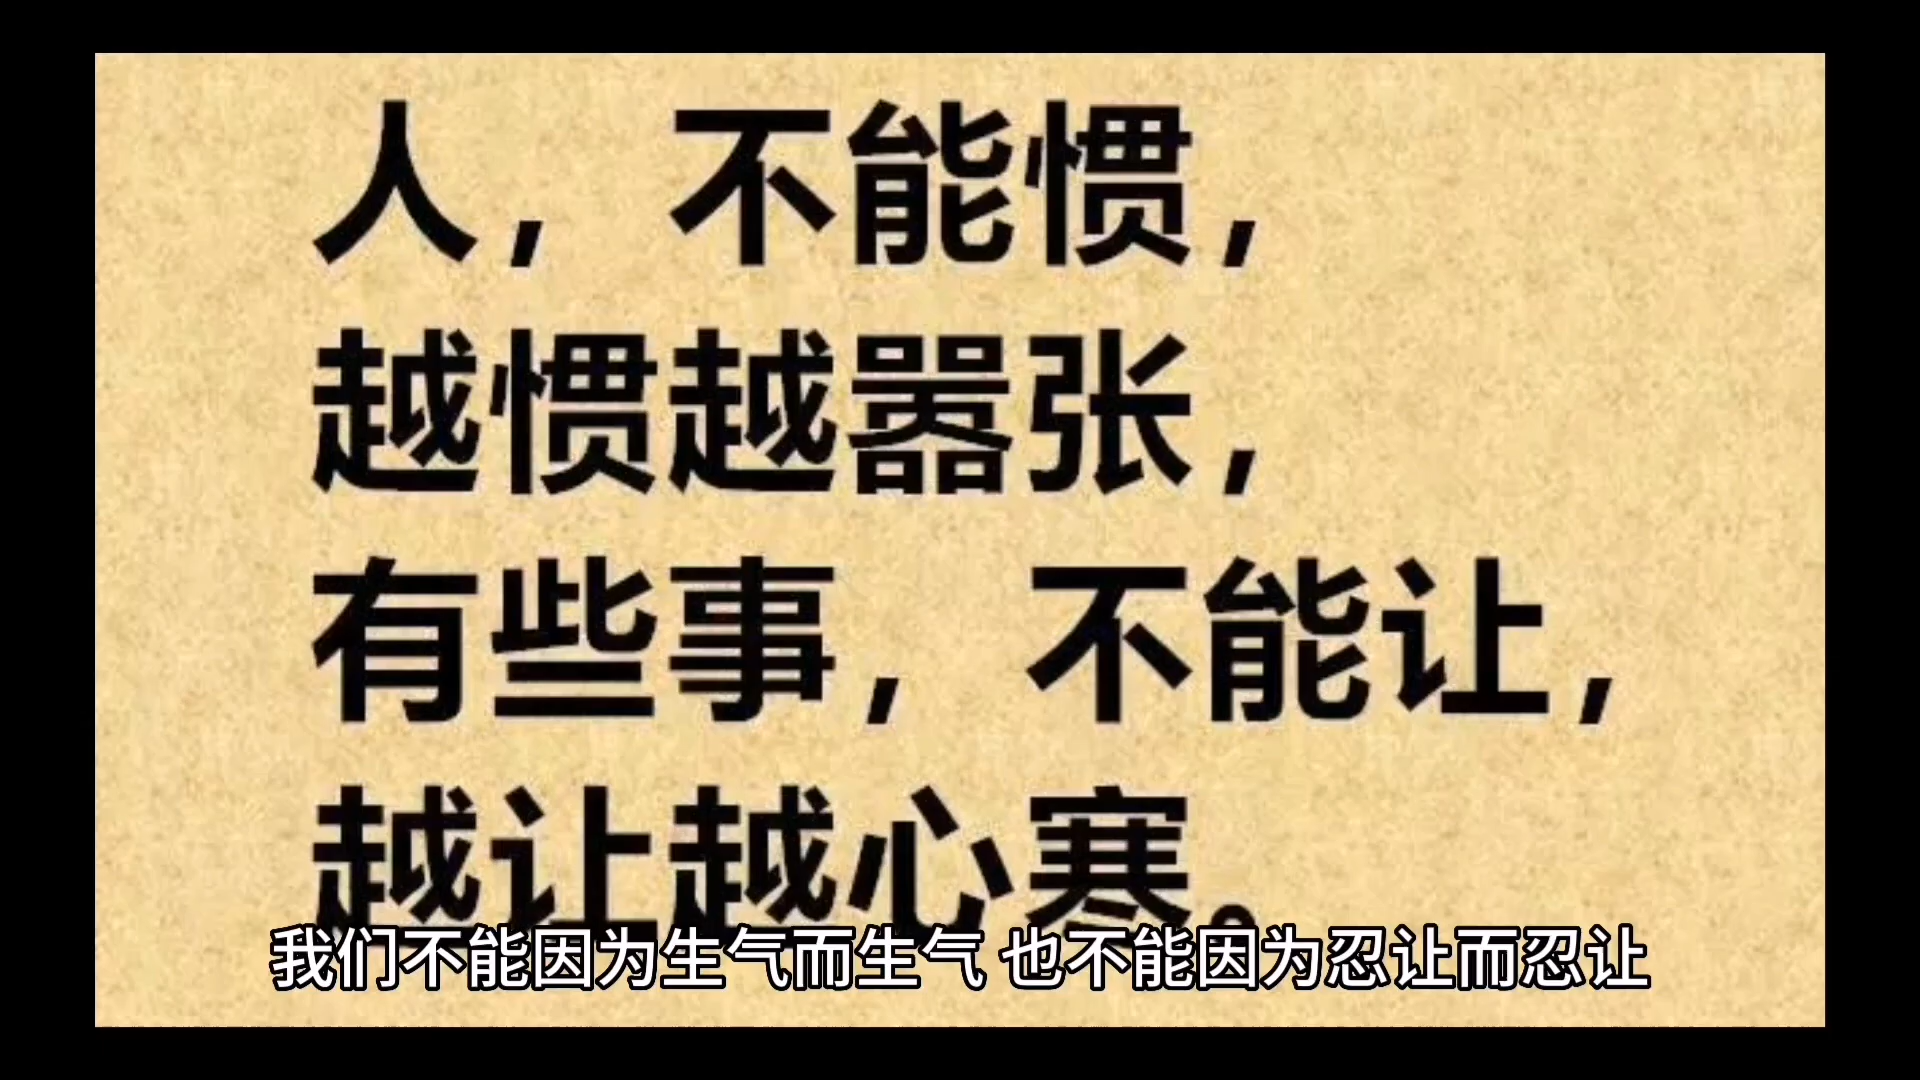 人，不能惯，
越惯越嚣张，
有些事，不能让，
越让越心寒。
我们不能因为生气而生气 也不能因为忍让而忍让